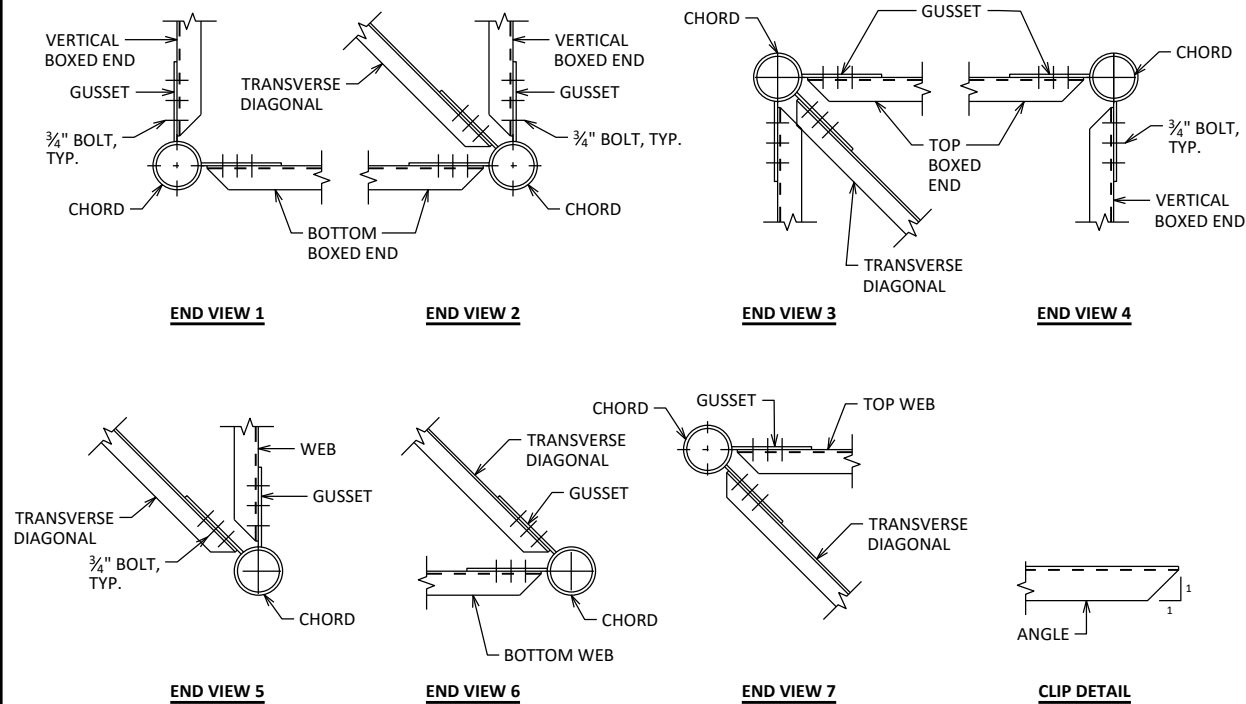 VERTICAL
BOXED END
GUSSET
¾" BOLT,
TYP.
CHORD
TRANSVERSE
DIAGONAL
VERTICAL
BOXED END
GUSSET
¾" BOLT, TYP.
CHORD
BOTTOM
BOXED END
END VIEW 1
END VIEW 2
CHORD
GUSSET
CHORD
TOP
BOXED
END
¾" BOLT,
TYP.
VERTICAL
BOXED END
TRANSVERSE
DIAGONAL
END VIEW 3
END VIEW 4
WEB
GUSSET
TRANSVERSE
DIAGONAL
¾" BOLT,
TYP.
CHORD
END VIEW 5
TRANSVERSE
DIAGONAL
GUSSET
CHORD
BOTTOM WEB
END VIEW 6
CHORD
GUSSET
TOP WEB
TRANSVERSE
DIAGONAL
END VIEW 7
1
1
ANGLE
CLIP DETAIL